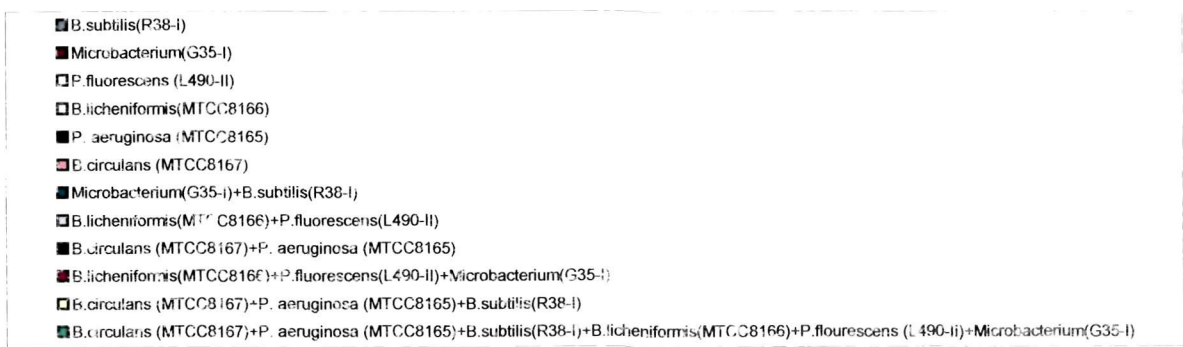 B.subtilis(R38-I)
Microbacterium(G35-I)
P.fluorescens (L490-II)
B.licheniformis(MTCC8166)
P. aeruginosa (MTCC8165)
B.circulans (MTCC8167)
Microbacterium(G35-I)+B.subtilis(R38-I)
B.licheniformis(MTCC8166)+P.fluorescens(L490-II)
B.circulans (MTCC8167)+P. aeruginosa (MTCC8165)
B.licheniformis(MTCC8166)+P.fluorescens(L490-II)+Microbacterium(G35-I)
B.circulans (MTCC8167)+P. aeruginosa (MTCC8165)+B.subtilis(R38-I)
B.circulans (MTCC8167)+P. aeruginosa (MTCC8165)+B.subtilis(R38-I)+B.licheniformis(MTCC8166)+P.flourescens (L490-II)+Microbacterium(G35-I)